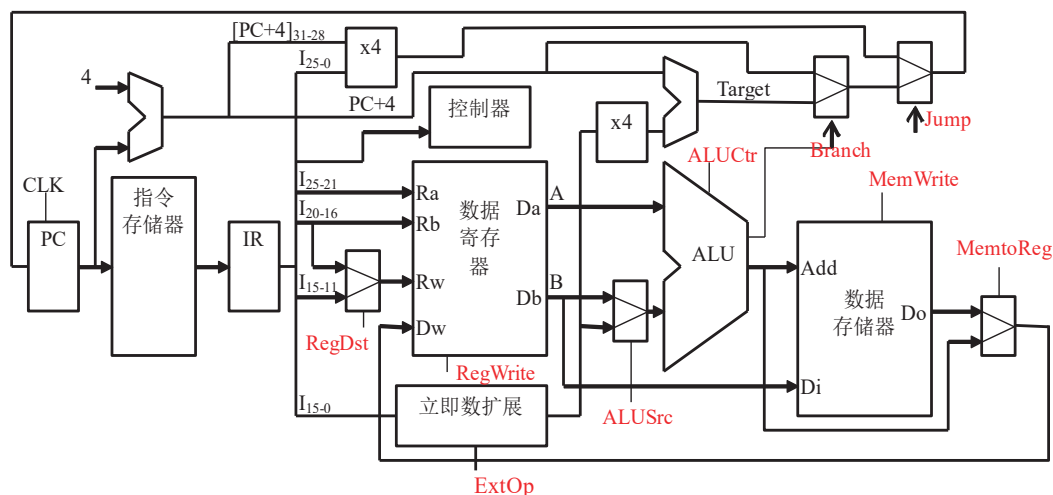 [PC+4]31-28
x4
I25-0
4
PC+4
控制器
x4
Target
Jump
Branch
ALUCtr
MemWrite
CLK
指令
存储器
PC
IR
I25-21
Ra
I20-16
Rb
数据
寄存
器
Da
A
ALU
MemtoReg
Add
I15-11
Rw
B
Db
数据
存储器
Do
RegDst
Dw
RegWrite
Di
I15-0
立即数扩展
ALUSrc
ExtOp